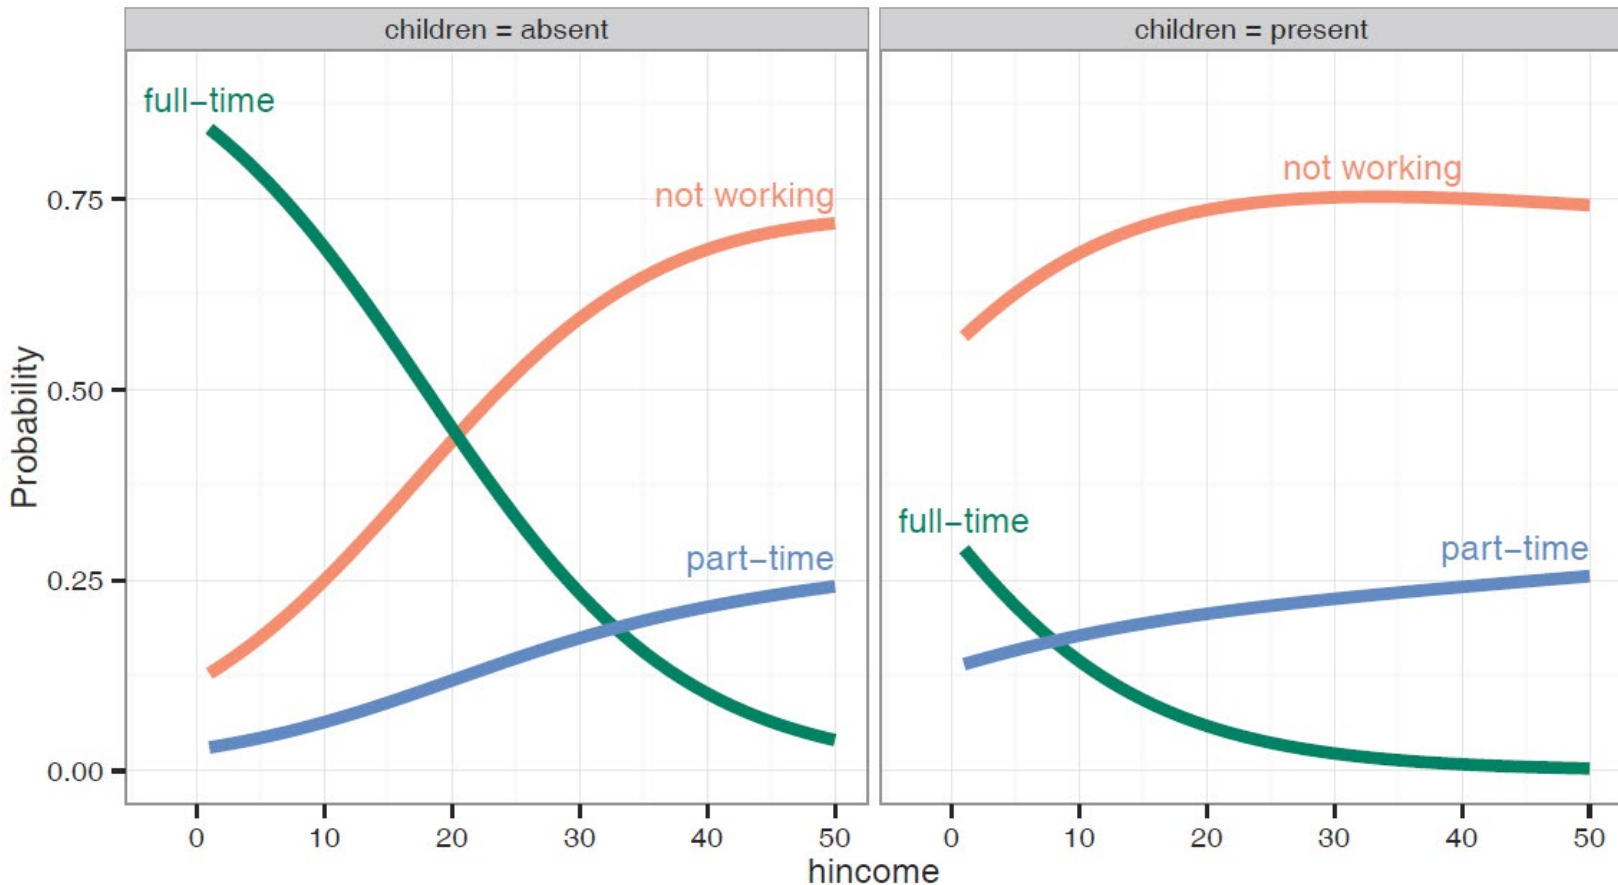 children = absent
children = present
full−time
not working
part−time
not working
full−time
part−time
Probability
0.75
0.50
0.25
0.00
0 10 20 30 40 50
0 10 20 30 40 50
hincome